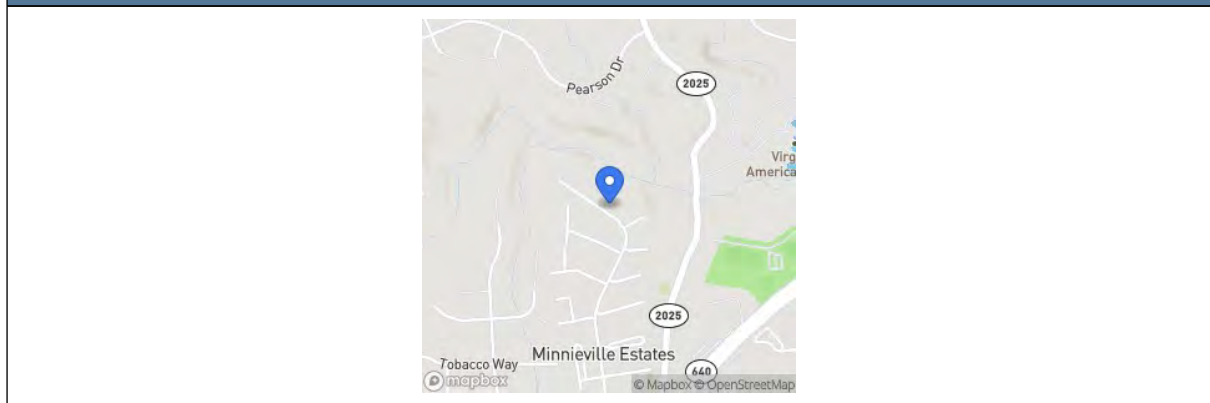 Pearson Dr
2025
Virg
America
2025
Minnieville Estates
Tobacco Way
640
mapbox
© Mapbox © OpenStreetMap